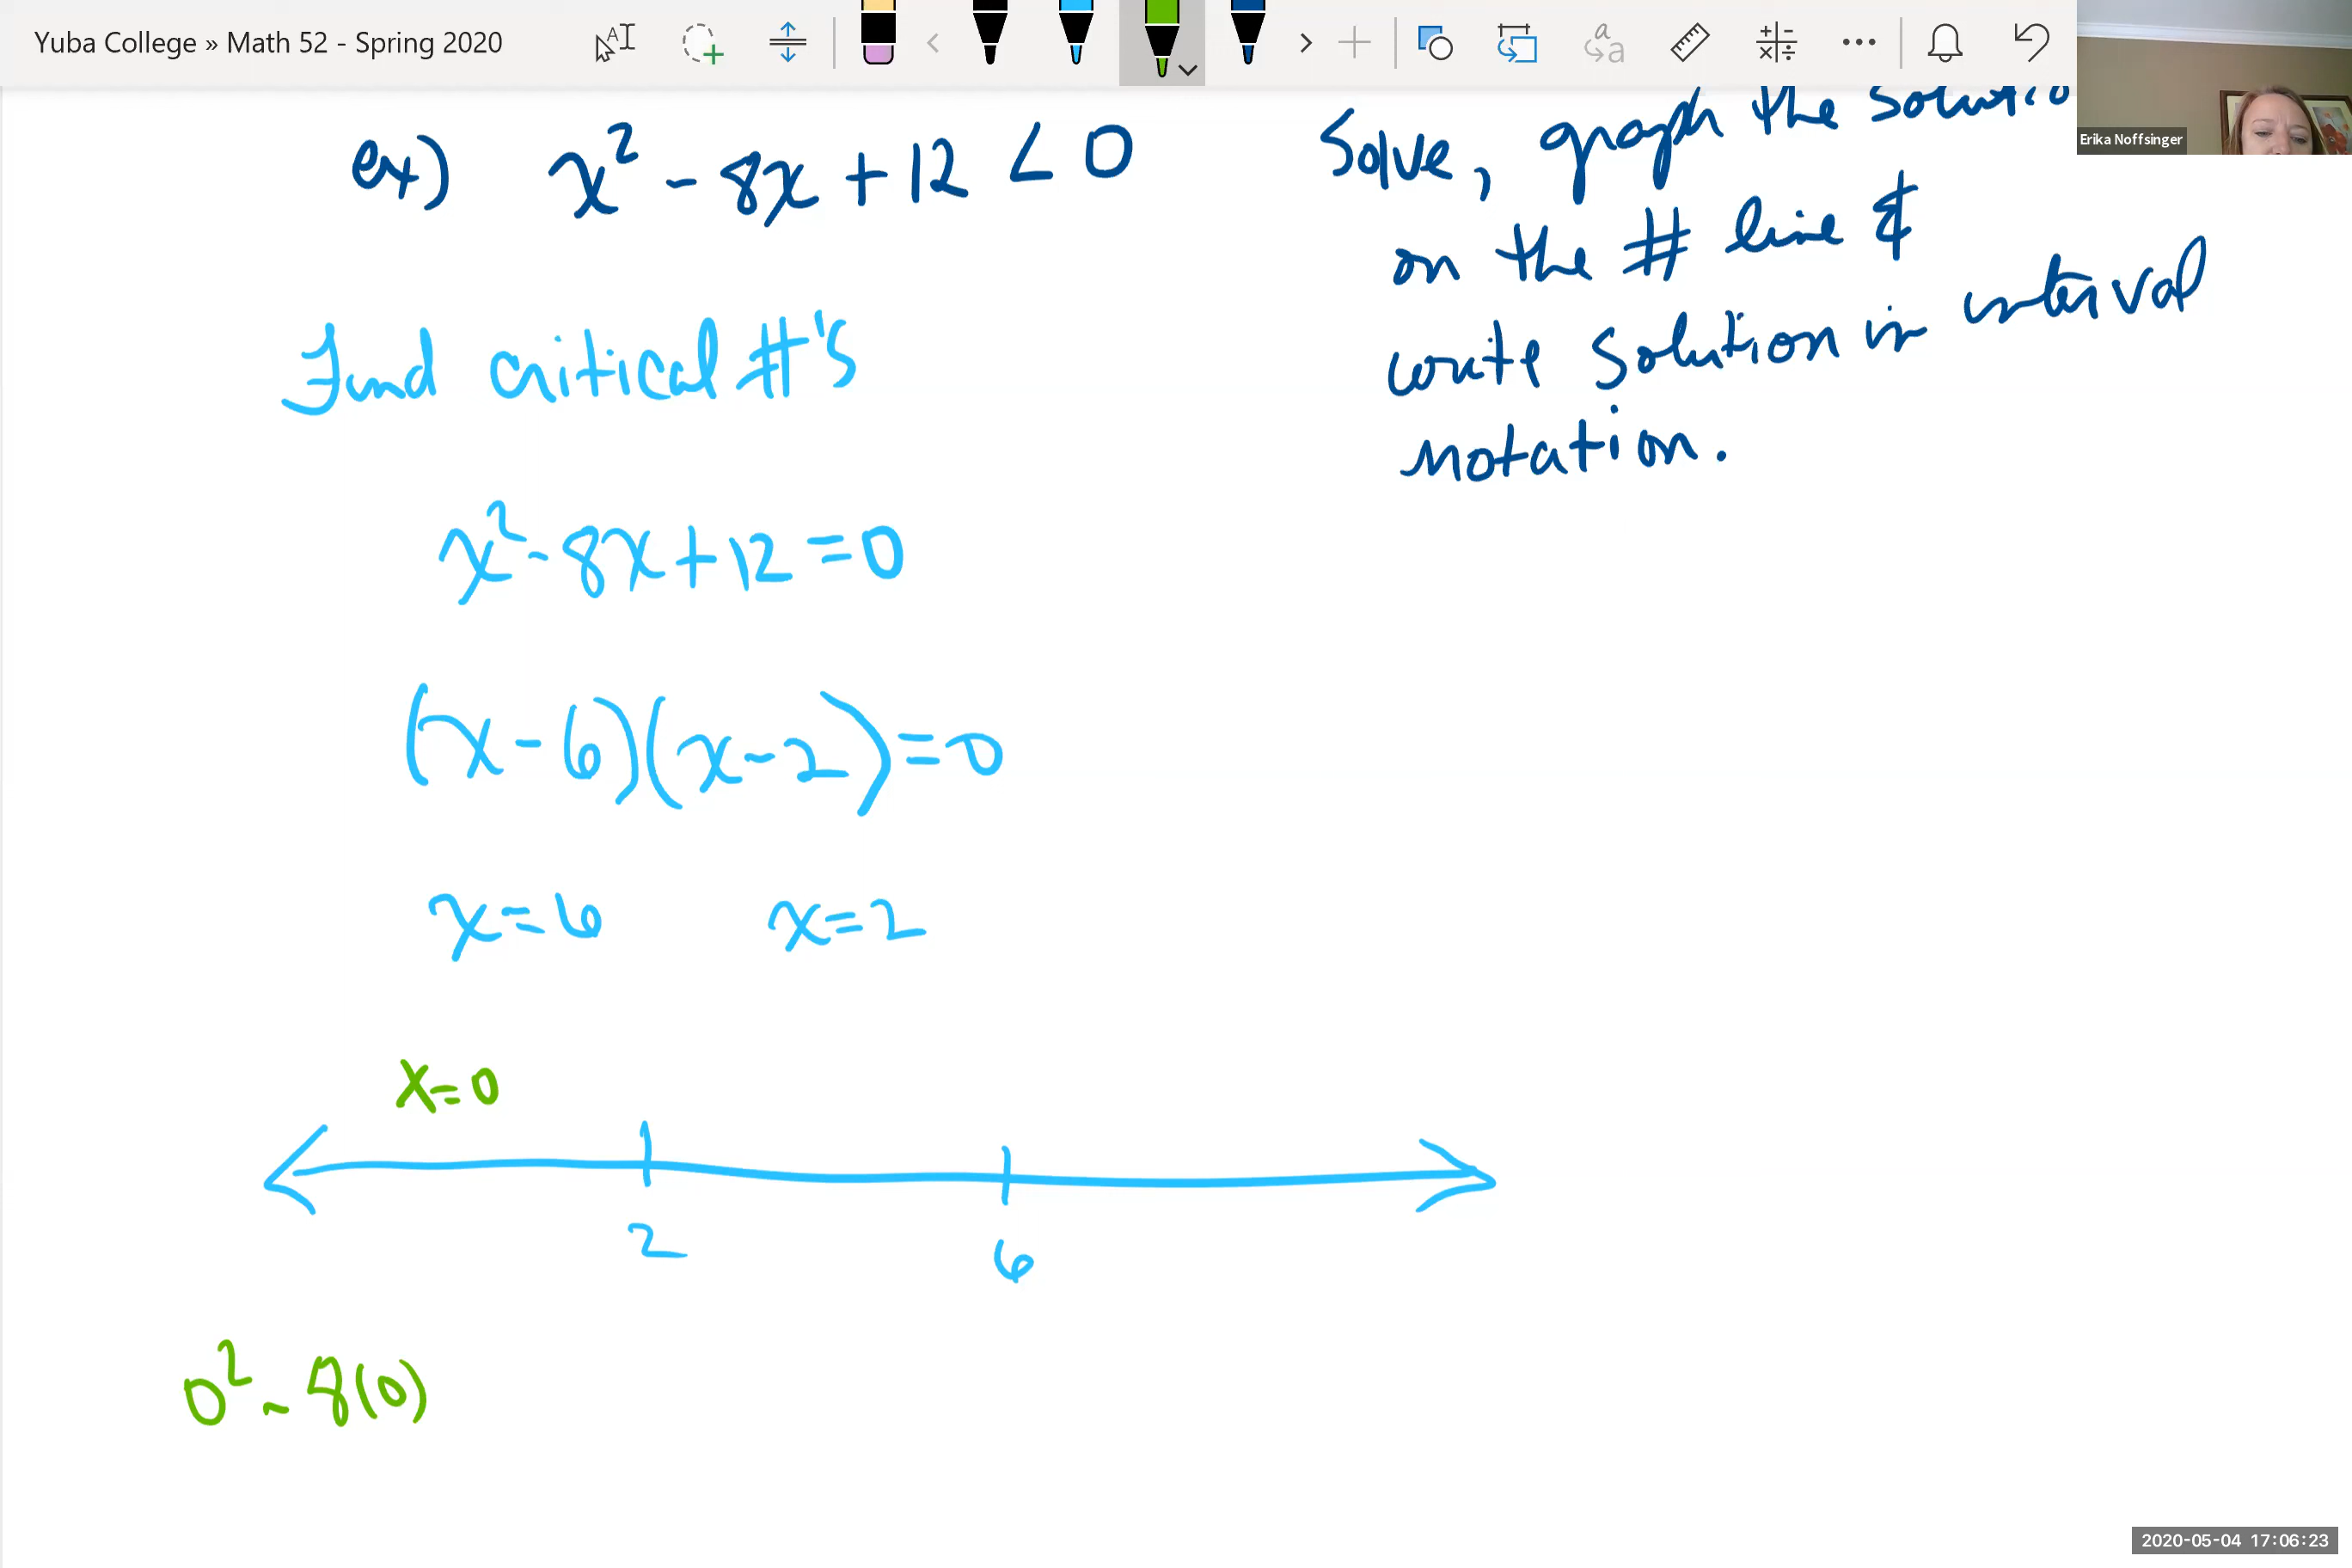 Yuba College » Math 52 - Spring 2020
Erika Noffsinger
ex) x² - 8x + 12 < 0
Solve, graph the solutio
on the # line &
write solution in interval
notation.
Find critical #'s
x² - 8x + 12 = 0
(x - 6)(x - 2) = 0
x = 6 x = 2
x = 0
2 6
0² - 8(0)
2020-05-04 17:06:23